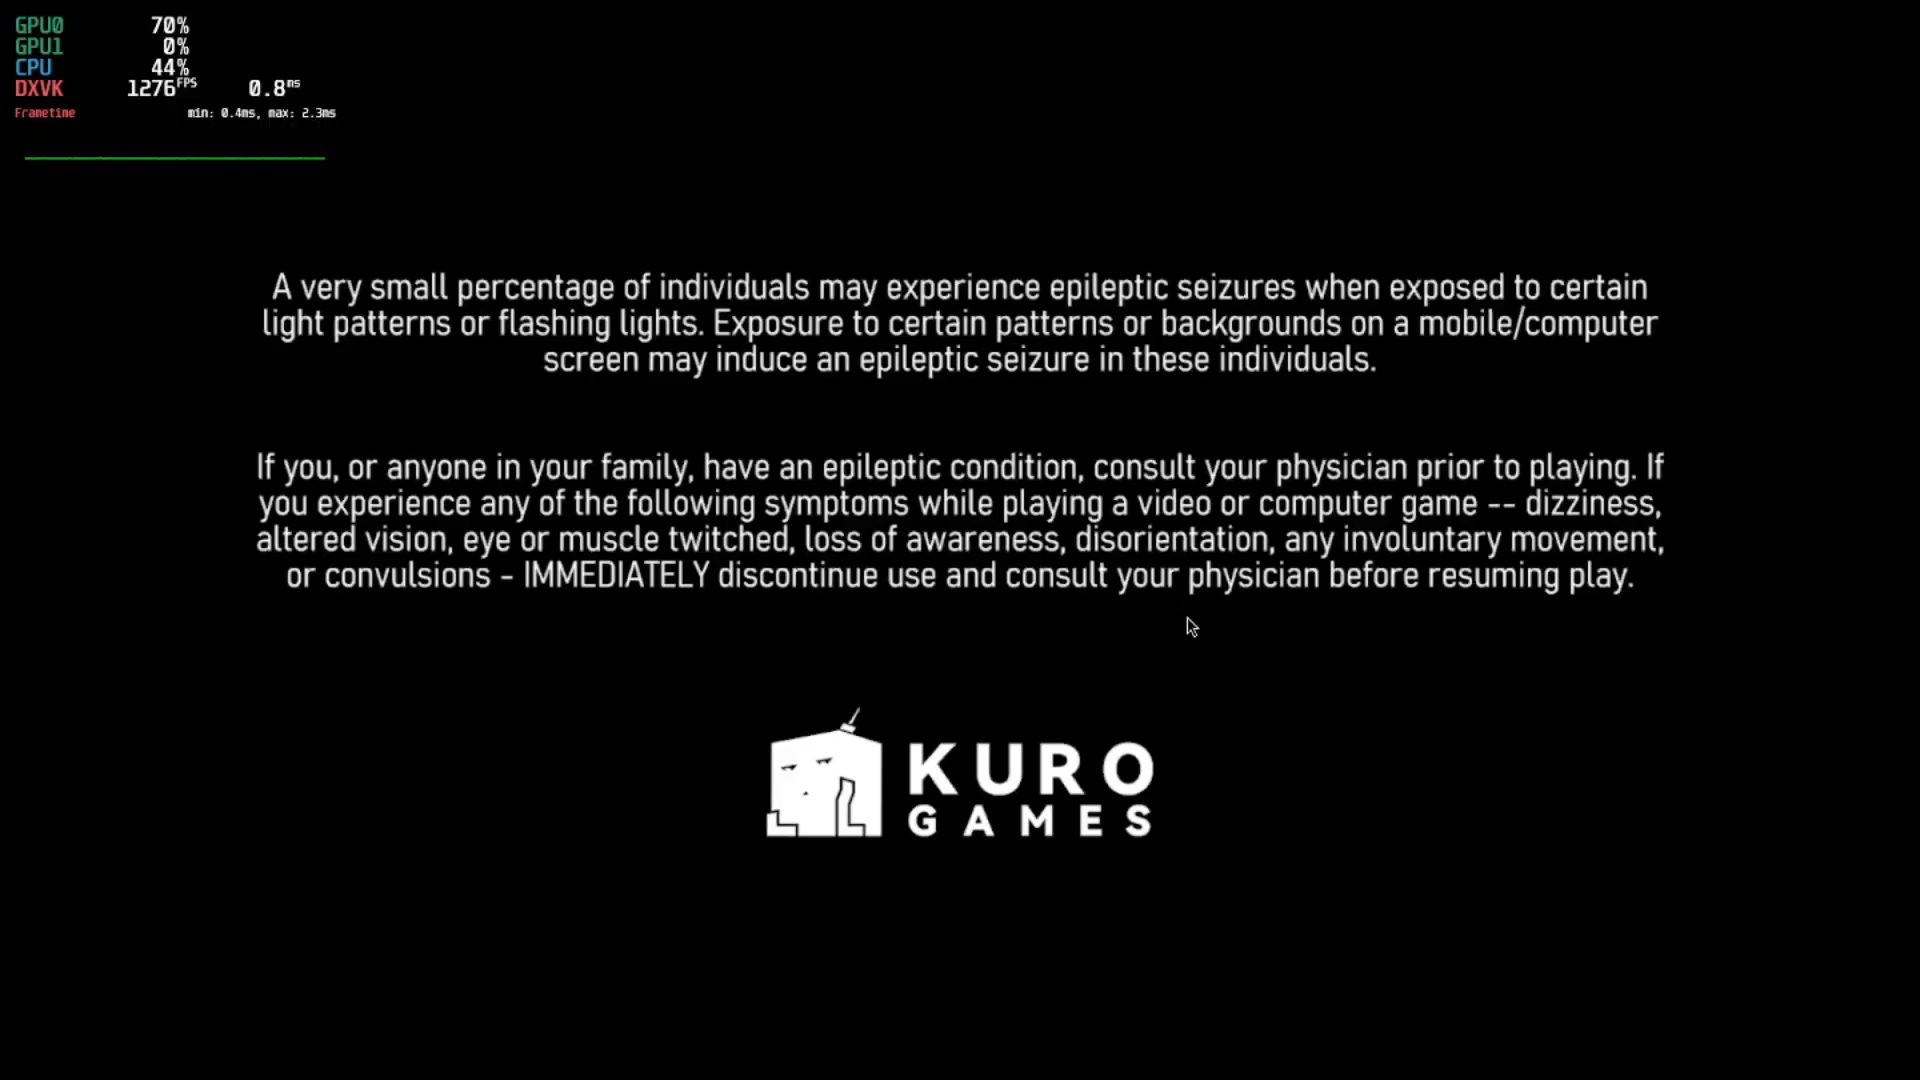 GPU0 70%
GPU1 0%
CPU 44%
DXVK 1276FPS 0.8ms
Frametime min: 0.4ms, max: 2.3ms
A very small percentage of individuals may experience epileptic seizures when exposed to certain
light patterns or flashing lights. Exposure to certain patterns or backgrounds on a mobile/computer
screen may induce an epileptic seizure in these individuals.
If you, or anyone in your family, have an epileptic condition, consult your physician prior to playing. If
you experience any of the following symptoms while playing a video or computer game -- dizziness,
altered vision, eye or muscle twitched, loss of awareness, disorientation, any involuntary movement,
or convulsions - IMMEDIATELY discontinue use and consult your physician before resuming play.
KURO
GAMES